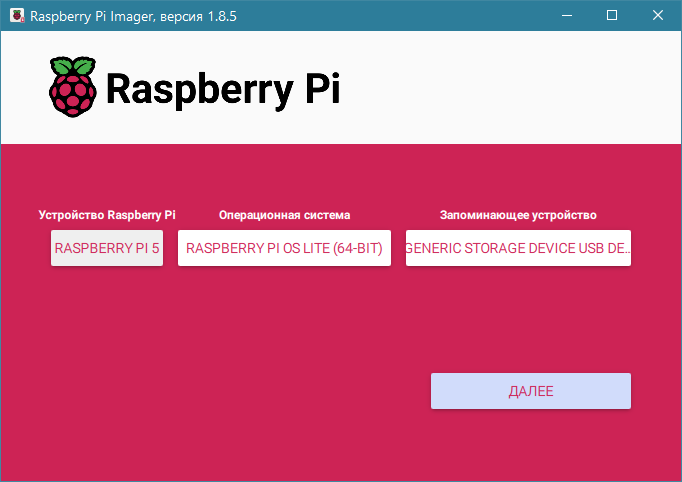 Raspberry Pi Imager, версия 1.8.5
Raspberry Pi
Устройство Raspberry Pi
Операционная система
Запоминающее устройство
RASPBERRY PI 5
RASPBERRY PI OS LITE (64-BIT)
GENERIC STORAGE DEVICE USB DE...
ДАЛЕЕ